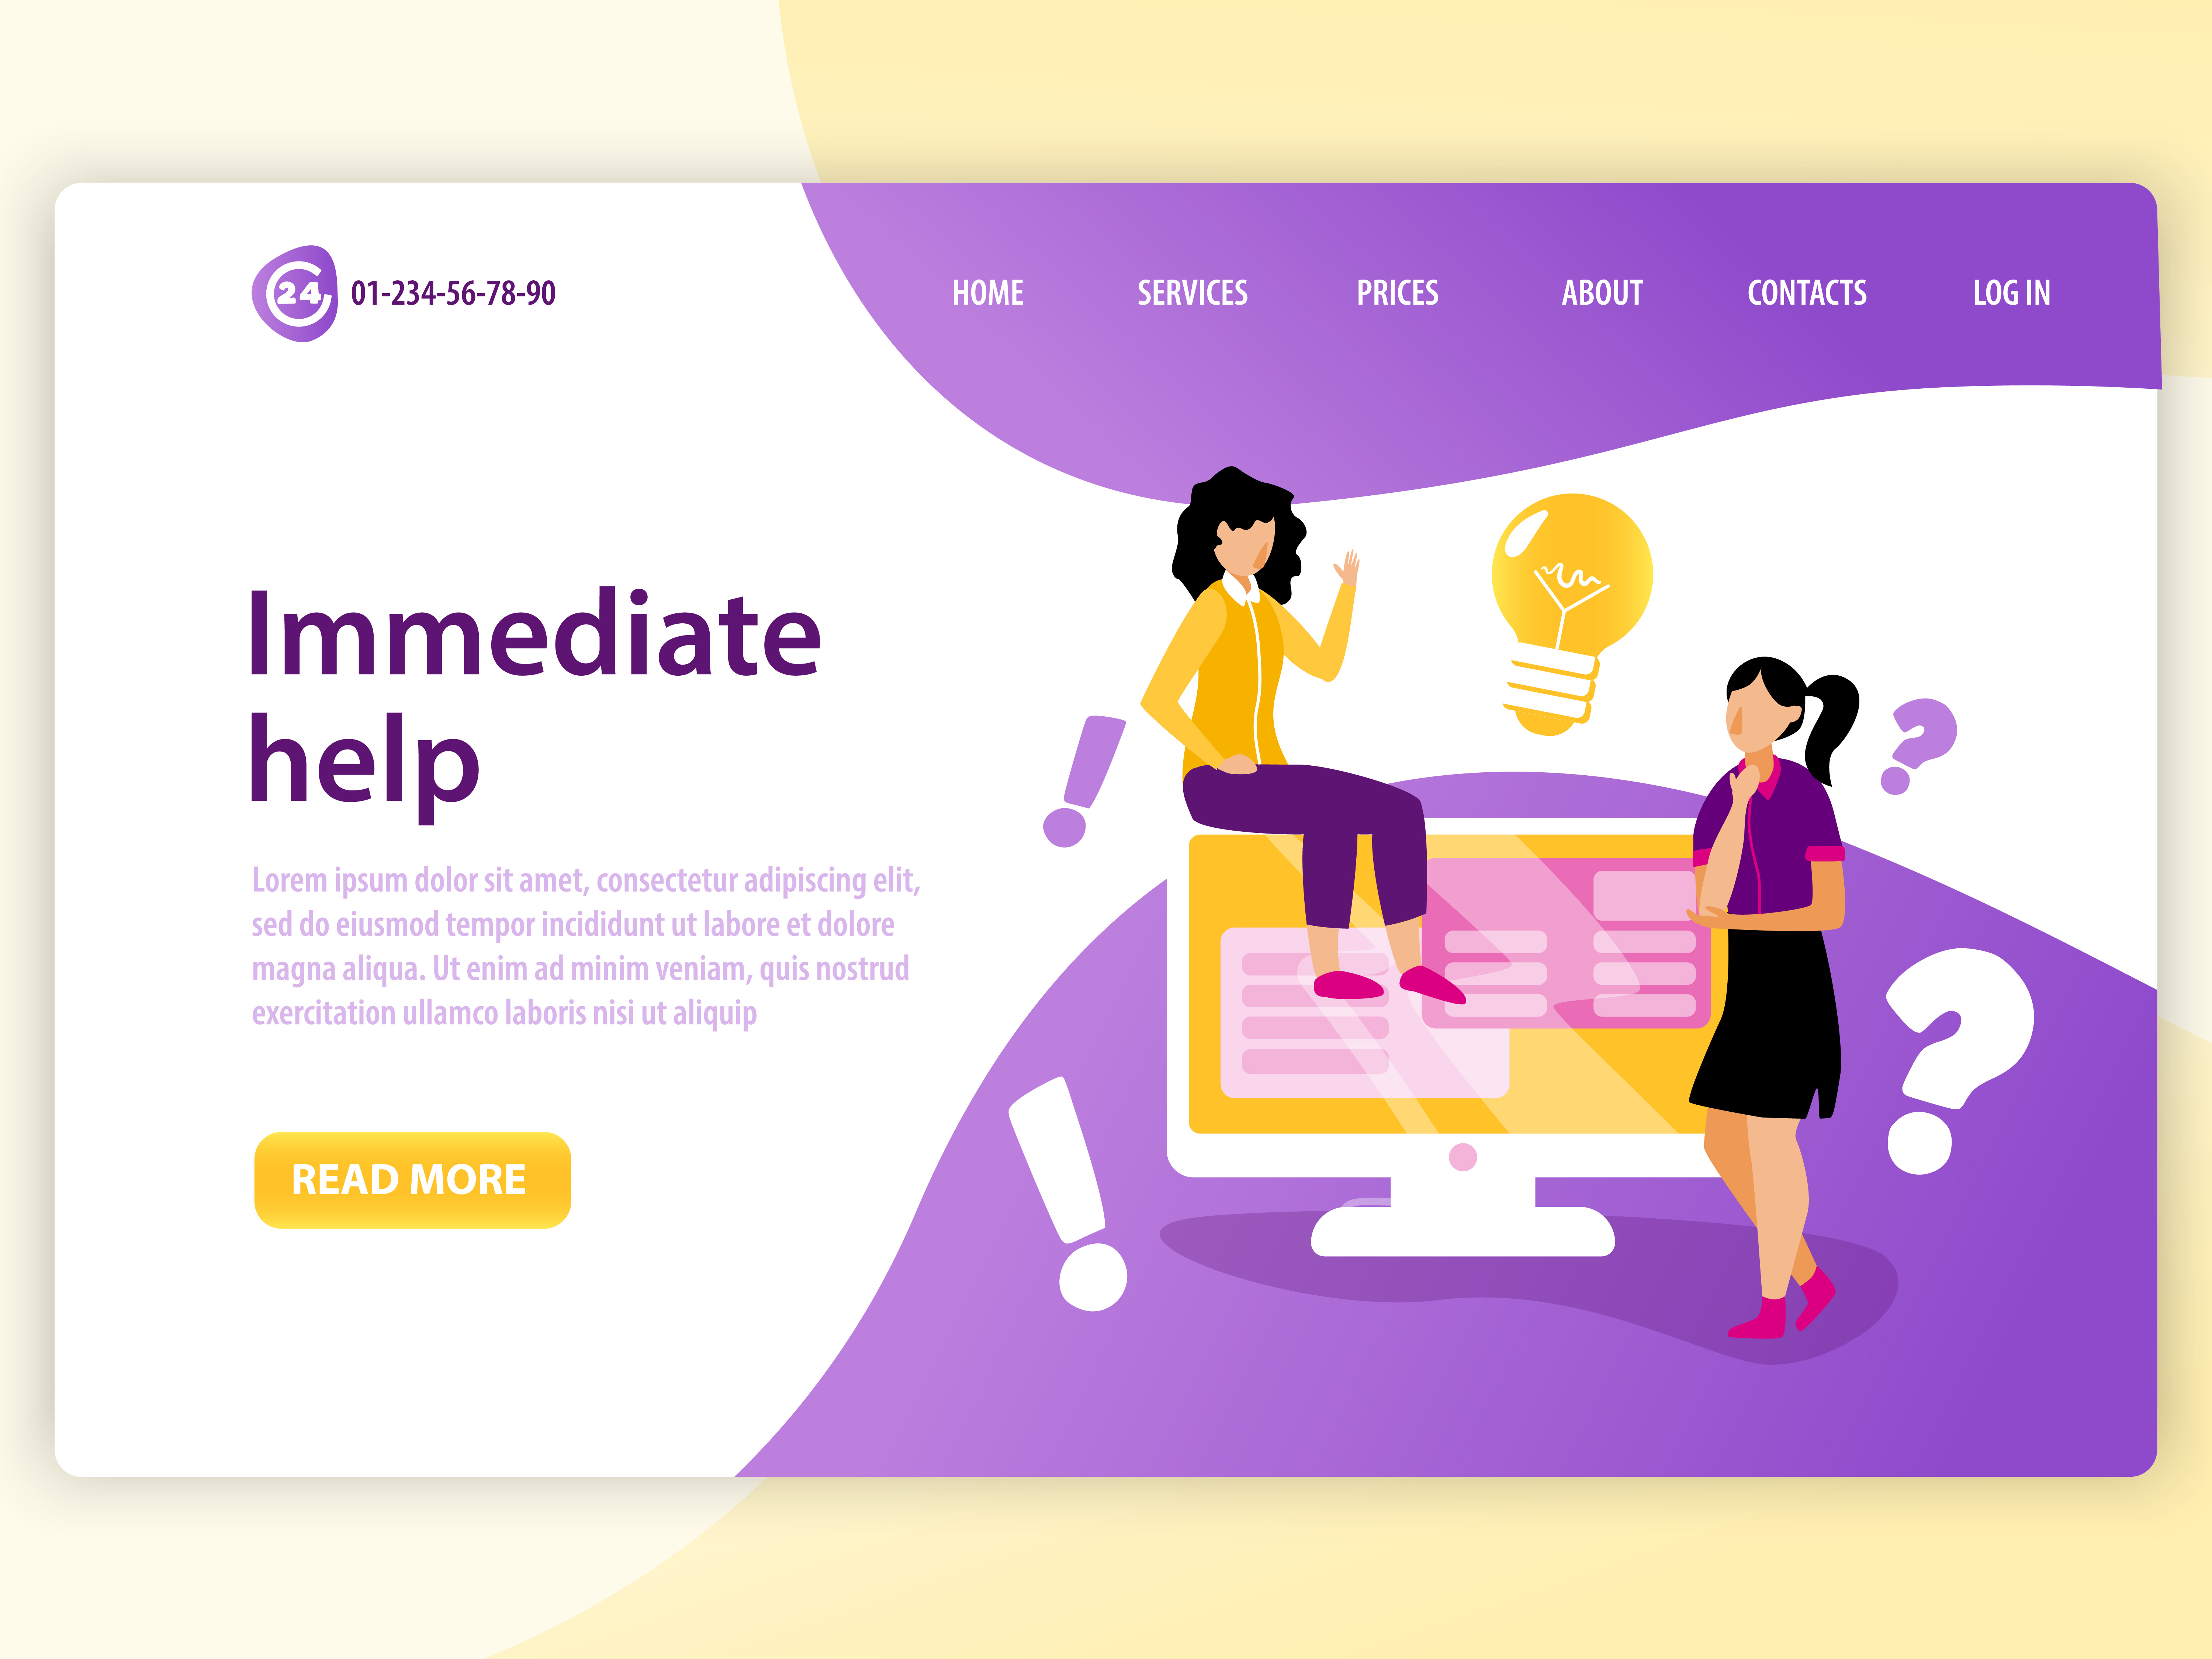 24 01-234-56-78-90
HOME SERVICES PRICES ABOUT CONTACTS LOG IN
Immediate
help
Lorem ipsum dolor sit amet, consectetur adipiscing elit,
sed do eiusmod tempor incididunt ut labore et dolore
magna aliqua. Ut enim ad minim veniam, quis nostrud
exercitation ullamco laboris nisi ut aliquip
READ MORE